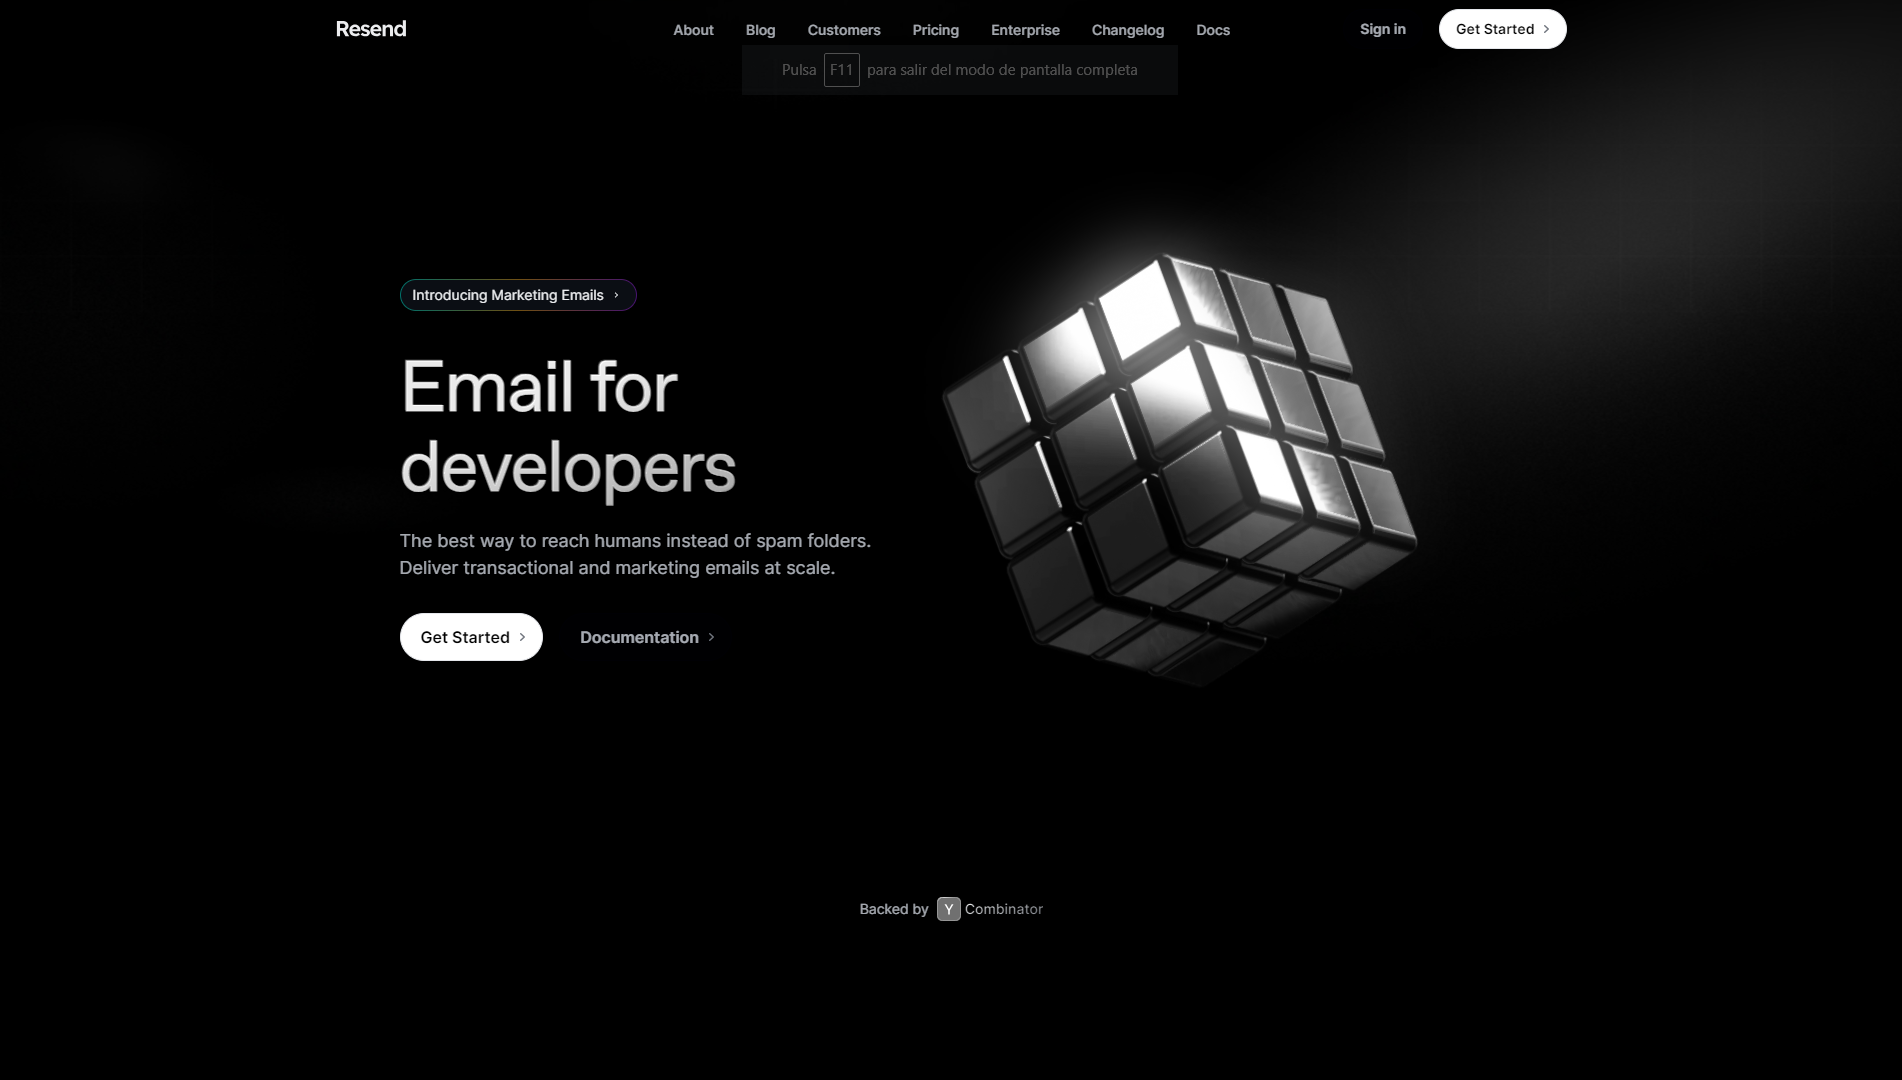 Resend
About Blog Customers Pricing Enterprise Changelog Docs
Sign in
Get Started
Pulsa F11 para salir del modo de pantalla completa
Introducing Marketing Emails
Email for
developers
The best way to reach humans instead of spam folders.
Deliver transactional and marketing emails at scale.
Get Started
Documentation
Backed by Y Combinator